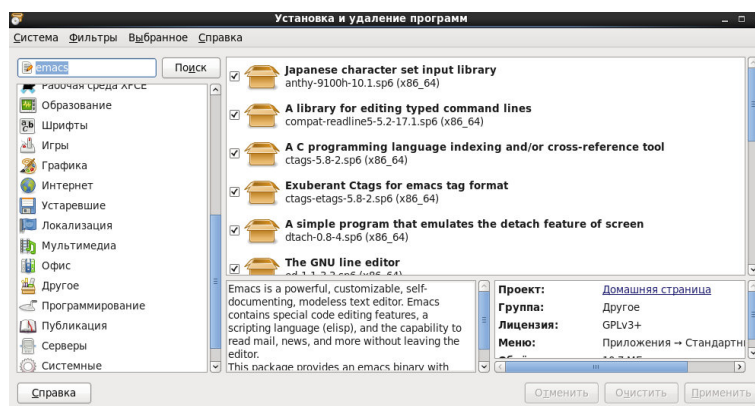 Установка и удаление программ
Система Фильтры Выбранное Справка
emacs Поиск
Рабочая среда XFCE
Образование
Шрифты
Игры
Графика
Интернет
Устаревшие
Локализация
Мультимедиа
Офис
Другое
Программирование
Публикация
Серверы
Системные
Japanese character set input library
anthy-9100h-10.1.sp6 (x86_64)
A library for editing typed command lines
compat-readline5-5.2-17.1.sp6 (x86_64)
A C programming language indexing and/or cross-reference tool
ctags-5.8-2.sp6 (x86_64)
Exuberant Ctags for emacs tag format
ctags-etags-5.8-2.sp6 (x86_64)
A simple program that emulates the detach feature of screen
dtach-0.8-4.sp6 (x86_64)
The GNU line editor
Emacs is a powerful, customizable, self-
documenting, modeless text editor. Emacs
contains special code editing features, a
scripting language (elisp), and the capability to
read mail, news, and more without leaving the
editor.
This package provides an emacs binary with
Проект: Домашняя страница
Группа: Другое
Лицензия: GPLv3+
Меню: Приложения → Стандартн
Справка Отменить Очистить Применить